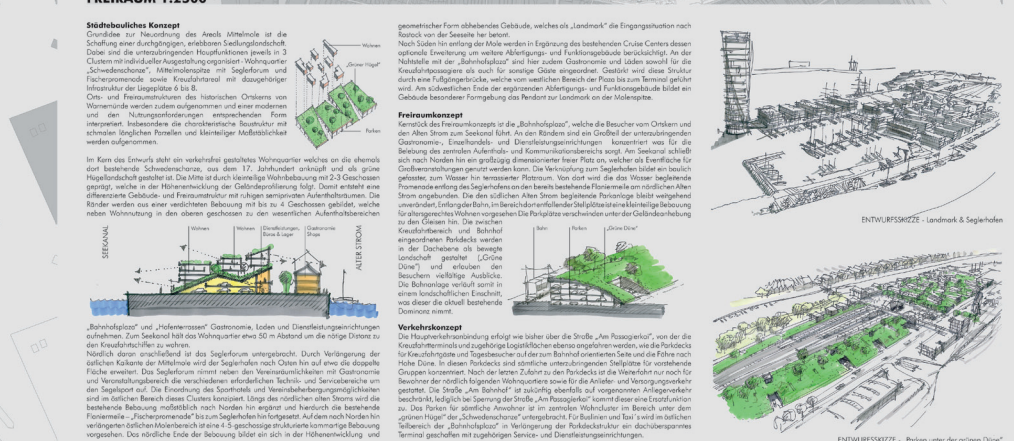 FREIRAUM 1:2500
Städtebauliches Konzept
Grundidee zur Neuordnung des Areals Mittelmole ist die
Schaffung einer durchgängigen, erlebbaren Siedlungslandschaft.
Dabei sind die unterzubringenden Hauptfunktionen jeweils in 3
Clustern mit individueller Ausgestaltung organisiert - Wohnquartier
„Schwedenschanze", Mittelmolenspitze mit Seglerforum und
Fischerpromenade sowie Kreuzfahrtareal mit dazugehöriger
Infrastruktur der Liegeplätze 6 bis 8.
Orts- und Freiraumstrukturen des historischen Ortskerns von
Warnemünde werden zudem aufgenommen und einer modernen
und den Nutzungsanforderungen entsprechenden Form
interpretiert. Insbesondere die charakteristische Baustruktur mit
schmalen länglichen Parzellen und kleinteiliger Maßstäblichkeit
werden aufgenommen.
Wohnen
„Grüner Hügel"
Parken
Im Kern des Entwurfs steht ein verkehrsfrei gestaltetes Wohnquartier welches an die ehemals
dort bestehende Schwedenschanze, aus dem 17. Jahrhundert anknüpft und als grüne
Hügellandschaft gestaltet ist. Die Mitte ist durch kleinteilige Wohnbebauung mit 2-3 Geschossen
geprägt, welche in der Höhenentwicklung der Geländeprofilierung folgt. Damit entsteht eine
differenzierte Gebäude- und Freiraumstruktur mit ruhigen semiprivaten Aufenthaltsräumen. Die
Ränder werden aus einer verdichteten Bebauung mit bis zu 4 Geschossen gebildet, welche
neben Wohnnutzung in den oberen geschossen zu den wesentlichen Aufenthaltsbereichen
SEEKANAL
Wohnen
Wohnen
Dienstleistungen,
Büros & Lager
Gastronomie
Shops
ALTER STROM
„Bahnhofsplaza" und „Hafenterrassen" Gastronomie, Laden und Dienstleistungseinrichtungen
aufnehmen. Zum Seekanal hält das Wohnquartier etwa 50 m Abstand um die nötige Distanz zu
den Kreuzfahrtschiffen zu wahren.
Nördlich daran anschließend ist das Seglerforum untergebracht. Durch Verlängerung der
östlichen Kaikante der Mittelmole wird der Seglerhafen nach Osten hin auf etwa die doppelte
Fläche erweitert. Das Seglerforum nimmt neben den Vereinsräumlichkeiten mit Gastronomie
und Veranstaltungsbereich die verschiedenen erforderlichen Technik- und Servicebereiche um
den Segelsport auf. Die Einordnung des Sporthotels und Vereinsbeherbergungsmöglichkeiten
sind im östlichen Bereich dieses Clusters konzipiert. Längs des nördlichen alten Stroms wird die
bestehende Bebauung maßstäblich nach Norden hin ergänzt und hierdurch die bestehende
Flaniermeile – „Fischerpromenade" bis zum Seglerhafen hin fortgesetzt. Auf dem nach Norden hin
verlängerten östlichen Molenbereich ist eine 4-5-geschossige strukturierte kammartige Bebauung
vorgesehen. Das nördliche Ende der Bebauung bildet ein sich in der Höhenentwicklung und
geometrischer Form abhebendes Gebäude, welches als „Landmark" die Eingangssituation nach
Rostock von der Seeseite her betont.
Nach Süden hin entlang der Mole werden in Ergänzung des bestehenden Cruise Centers dessen
optionale Erweiterung um weitere Abfertigungs- und Funktionsgebäude berücksichtigt. An der
Nahtstelle mit der „Bahnhofsplaza" sind hier zudem Gastronomie und Läden sowohl für die
Kreuzfahrtpassagiere als auch für sonstige Gäste eingeordnet. Gestärkt wird diese Struktur
durch eine Fußgängerbrücke, welche vom westlichen Bereich der Plaza bis zum Terminal geführt
wird. Am südwestlichen Ende der ergänzenden Abfertigungs- und Funktionsgebäude bildet ein
Gebäude besonderer Formgebung das Pendant zur Landmark an der Molenspitze.
Freiraumkonzept
Kernstück des Freiraumkonzepts ist die „Bahnhofsplaza", welche die Besucher vom Ortskern und
den Alten Strom zum Seekanal führt. An den Rändern sind ein Großteil der unterzubringenden
Gastronomie-, Einzelhandels- und Dienstleistungseinrichtungen konzentriert was für die
Belebung des zentralen Aufenthalts- und Kommunikationsbereichs sorgt. Am Seekanal schließt
sich nach Norden hin ein großzügig dimensionierter freier Platz an, welcher als Eventfläche für
Großveranstaltungen genutzt werden kann. Die Verknüpfung zum Seglerhafen bildet ein baulich
gefasster, zum Wasser hin terrassierter Platzraum. Von dort wird die das Wasser begleitende
Promenade entlang des Seglerhafens an den bereits bestehende Flaniermeile am nördlichen Alten
Strom angebunden. Die den südlichen Alten Strom begleitende Parkanlage bleibt weitgehend
unverändert. Entlang der Bahn, im Bereich dort entfallender Stellplätze ist eine kleinteilige Bebauung
für altersgerechtes Wohnen vorgesehen Die Parkplätze verschwinden unter der Geländeanhebung
zu den Gleisen hin. Die zwischen
Kreuzfahrtbereich und Bahnhof
eingeordneten Parkdecks werden
in der Dachebene als bewegte
Landschaft gestaltet („Grüne
Düne") und erlauben den
Besuchern vielfältige Ausblicke.
Die Bahnanlage verläuft somit in
einem landschaftlichen Einschnitt,
was dieser die aktuell bestehende
Dominanz nimmt.
Bahn
Parken
„Grüne Düne"
Verkehrskonzept
Die Hauptverkehrsanbindung erfolgt wie bisher über die Straße „Am Passagierkai", von der die
Kreuzfahrtterminals und zugehörige Logistikflächen ebenso angefahren werden, wie die Parkdecks
für Kreuzfahrtgäste und Tagesbesucher auf der zum Bahnhof orientierten Seite und die Fähre nach
Hohe Düne. In diesen Parkdecks sind sämtliche unterzubringenden Stellplätze für vorstehende
Gruppen konzentriert. Nach der letzten Zufahrt zu den Parkdecks ist die Weiterfahrt nur noch für
Bewohner der nördlich folgenden Wohnquartiere sowie für die Anliefer- und Versorgungsverkehr
gestattet. Die Straße „Am Bahnhof" ist zukünftig ebenfalls auf vorgenannten Anliegerverkehr
beschränkt, lediglich bei Sperrung der Straße „Am Passagierkai" kommt dieser eine Ersatzfunktion
zu. Das Parken für sämtliche Anwohner ist im zentralen Wohncluster im Bereich unter dem
„grünen Hügel" der „Schwedenschanze" untergebracht. Für Buslinien und Taxi´s wird im östlichen
Teilbereich der „Bahnhofsplaza" in Verlängerung der Parkdeckstruktur ein dachüberspanntes
Terminal geschaffen mit zugehörigen Service- und Dienstleistungseinrichtungen.
ENTWURFSSKIZZE - Landmark & Seglerhafen
ENTWURFSSKIZZE - „Parken unter der grünen Düne"